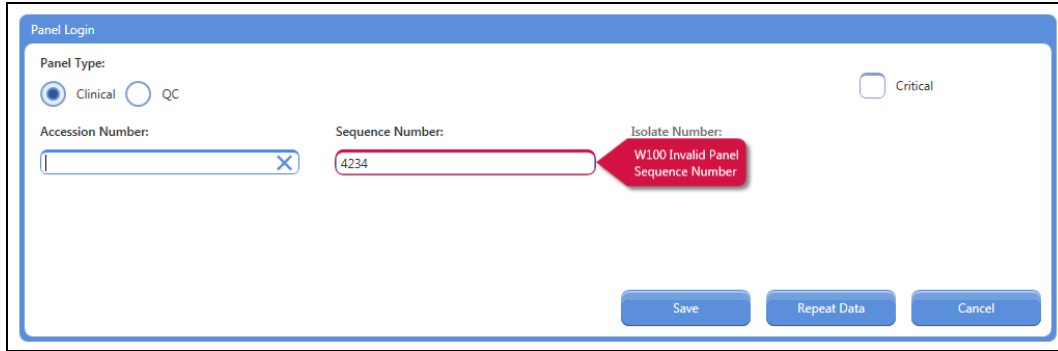 Panel Login
Panel Type:
Clinical QC
Critical
Accession Number: Sequence Number: Isolate Number:
4234
W100 Invalid Panel
Sequence Number
Save Repeat Data Cancel